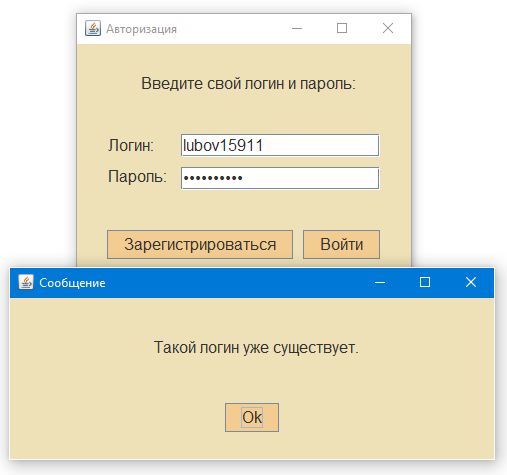 Авторизация
Введите свой логин и пароль:
Логин: lubov15911
Пароль: ••••••••••
Зарегистрироваться Войти
Сообщение
Такой логин уже существует.
Ok